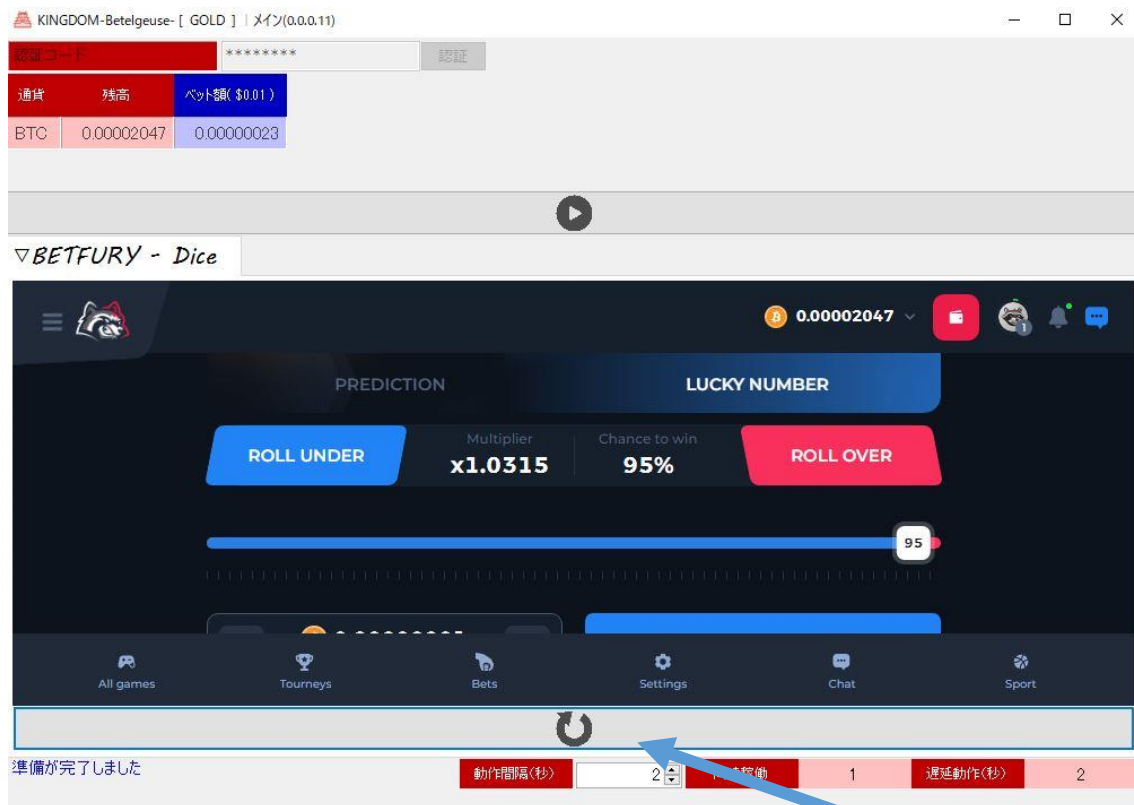 KINGDOM-Betelgeuse- [ GOLD ] | メイン(0.0.0.11)
認証コード ******** 認証
通貨 残高 ベット額( $0.01 )
BTC 0.00002047 0.00000023
▽BETFURY - Dice
0.00002047
1
PREDICTION LUCKY NUMBER
ROLL UNDER Multiplier x1.0315 Chance to win 95% ROLL OVER
95
All games Tourneys Bets Settings Chat Sport
準備が完了しました 動作間隔(秒) 2 稼働 1 遅延動作(秒) 2